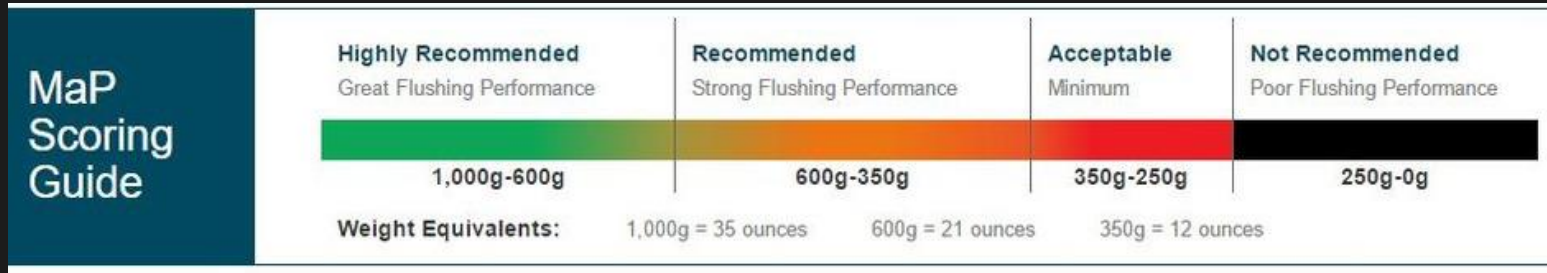 MaP
Scoring
Guide
Highly Recommended
Great Flushing Performance
Recommended
Strong Flushing Performance
Acceptable
Minimum
Not Recommended
Poor Flushing Performance
1,000g-600g
600g-350g
350g-250g
250g-0g
Weight Equivalents: 1,000g = 35 ounces 600g = 21 ounces 350g = 12 ounces